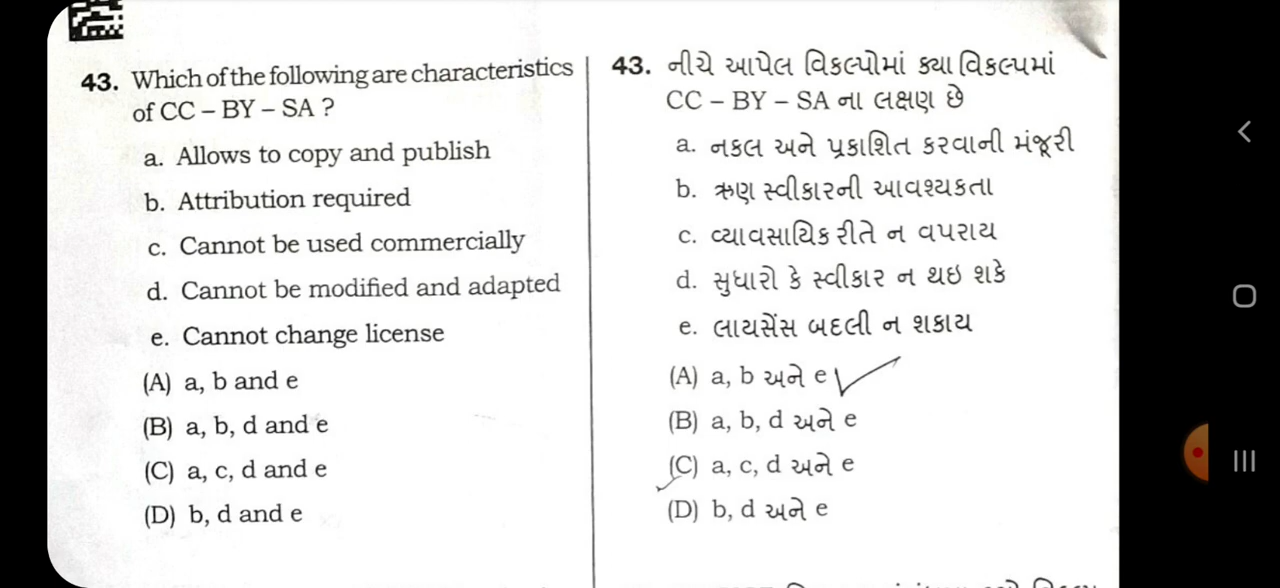 43. Which of the following are characteristics
of CC – BY – SA ?
a. Allows to copy and publish
b. Attribution required
c. Cannot be used commercially
d. Cannot be modified and adapted
e. Cannot change license
(A) a, b and e
(B) a, b, d and e
(C) a, c, d and e
(D) b, d and e
43. નીચે આપેલ વિકલ્પોમાં ક્યા વિકલ્પમાં
CC – BY – SA ના લક્ષણ છે
a. નકલ અને પ્રકાશિત કરવાની મંજૂરી
b. ઋણ સ્વીકારની આવશ્યકતા
c. વ્યાવસાયિક રીતે ન વપરાય
d. સુધારો કે સ્વીકાર ન થઇ શકે
e. લાયસેંસ બદલી ન શકાય
(A) a, b અને e
(B) a, b, d અને e
(C) a, c, d અને e
(D) b, d અને e